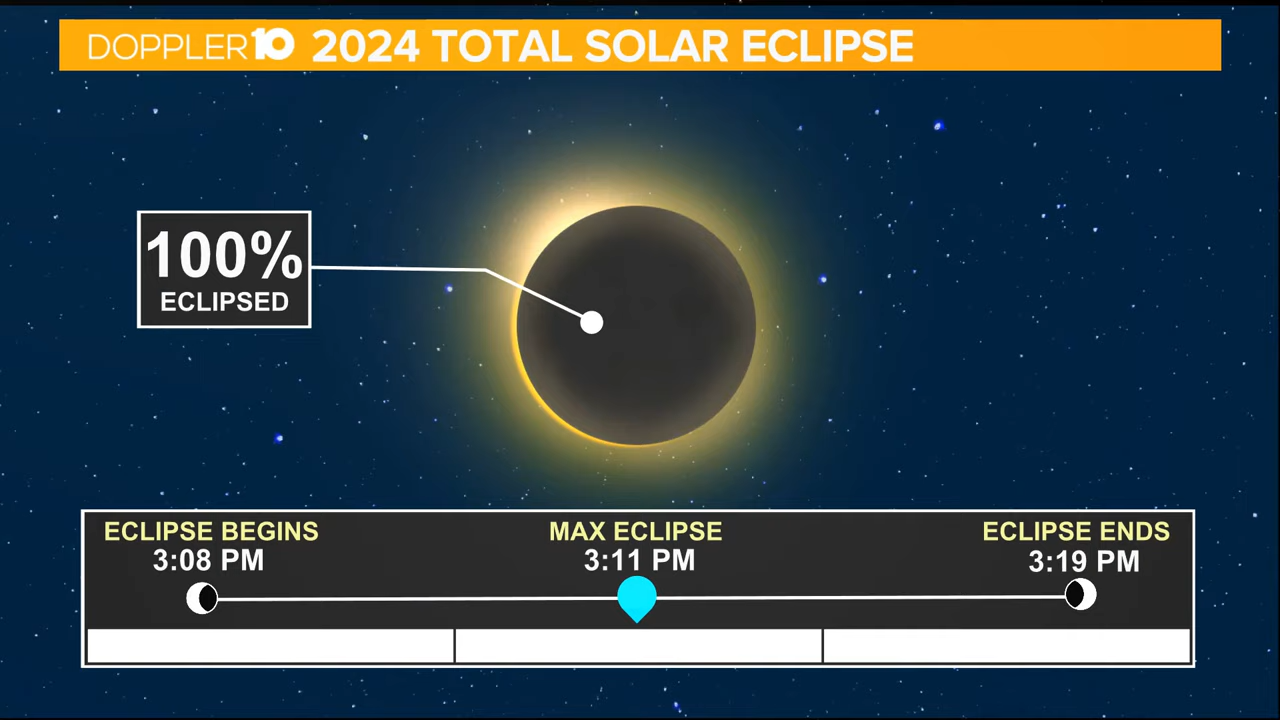 DOPPLER10 2024 TOTAL SOLAR ECLIPSE
100%
ECLIPSED
ECLIPSE BEGINS
3:08 PM
MAX ECLIPSE
3:11 PM
ECLIPSE ENDS
3:19 PM